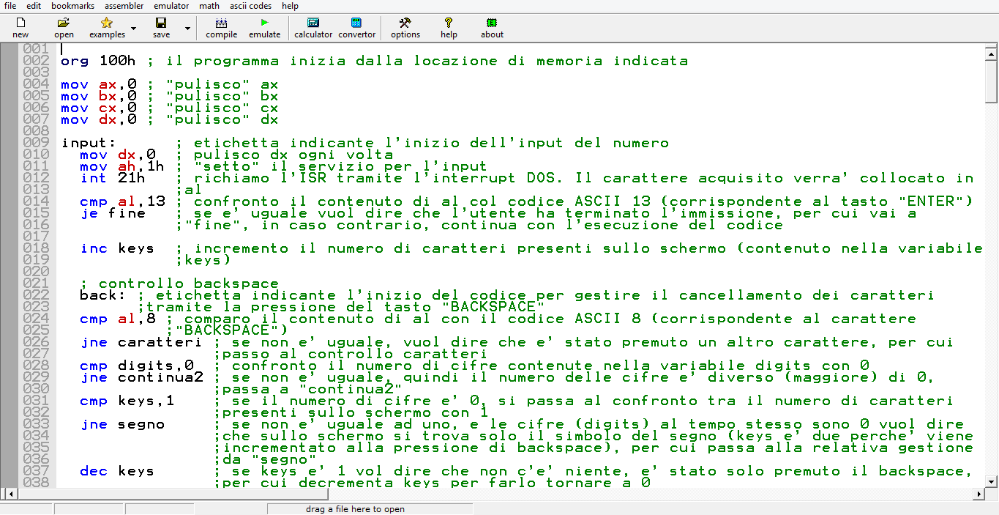 file edit bookmarks assembler emulator math ascii codes help
new open examples save compile emulate calculator convertor options help about
001
002 org 100h ; il programma inizia dalla locazione di memoria indicata
003
004 mov ax,0 ; "pulisco" ax
005 mov bx,0 ; "pulisco" bx
006 mov cx,0 ; "pulisco" cx
007 mov dx,0 ; "pulisco" dx
008
009 input: ; etichetta indicante l'inizio dell'input del numero
010 mov dx,0 ; pulisco dx ogni volta
011 mov ah,1h ; "setto" il servizio per l'input
012 int 21h ; richiamo l'ISR tramite l'interrupt DOS. Il carattere acquisito verra' collocato in
013 ;al
014 cmp al,13 ; confronto il contenuto di al col codice ASCII 13 (corrispondente al tasto "ENTER")
015 je fine ; se e' uguale vuol dire che l'utente ha terminato l'immissione, per cui vai a
016 ;"fine", in caso contrario, continua con l'esecuzione del codice
017
018 inc keys ; incremento il numero di caratteri presenti sullo schermo (contenuto nella variabile
019 ;keys)
020
021 ; controllo backspace
022 back: ; etichetta indicante l'inizio del codice per gestire il cancellamento dei caratteri
023 ;tramite la pressione del tasto "BACKSPACE"
024 cmp al,8 ; comparo il contenuto di al con il codice ASCII 8 (corrispondente al carattere
025 ;"BACKSPACE")
026 jne caratteri ; se non e' uguale, vuol dire che e' stato premuto un altro carattere, per cui
027 ;passo al controllo caratteri
028 cmp digits,0 ; confronto il numero di cifre contenute nella variabile digits con 0
029 jne continua2 ; se non e' uguale, quindi il numero delle cifre e' diverso (maggiore) di 0,
030 ;passa a "continua2"
031 cmp keys,1 ; se il numero di cifre e' 0, si passa al confronto tra il numero di caratteri
032 ;presenti sullo schermo con 1
033 jne segno ; se non e' uguale ad uno, e le cifre (digits) al tempo stesso sono 0 vuol dire
034 ;che sullo schermo si trova solo il simbolo del segno (keys e' due perche' viene
035 ;incrementato alla pressione di backspace), per cui passa alla relativa gestione
036 ;da "segno"
037 dec keys ; se keys e' 1 vol dire che non c'e' niente, e' stato solo premuto il backspace,
038 ;per cui decrementa keys per farlo tornare a 0
drag a file here to open